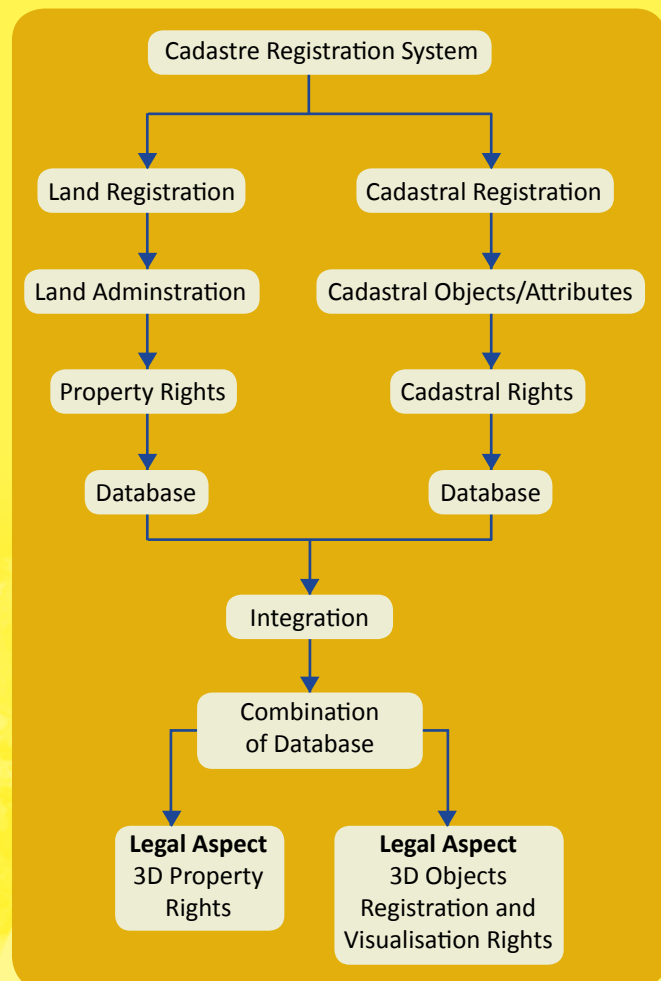 Cadastre Registration System
Land Registration
Cadastral Registration
Land Adminstration
Cadastral Objects/Attributes
Property Rights
Cadastral Rights
Database
Database
Integration
Combination
of Database
Legal Aspect
3D Property
Rights
Legal Aspect
3D Objects
Registration and
Visualisation Rights